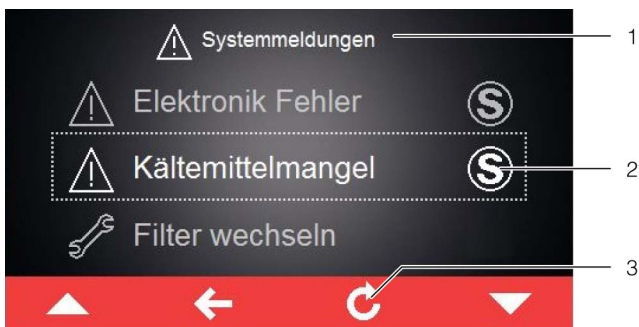 Systemmeldungen
1
Elektronik Fehler S
Kältemittelmangel S
2
Filter wechseln
3